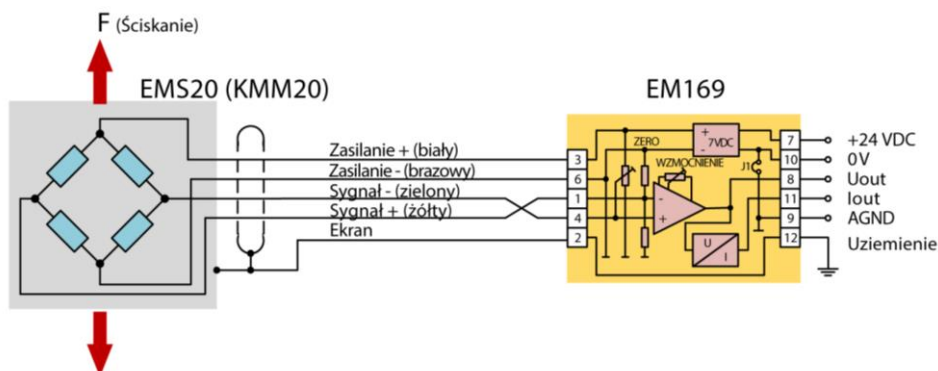 F (Ściskanie)
EMS20 (KMM20)
EM169
Zasilanie + (biały)
Zasilanie- (brazowy)
Sygnał - (zielony)
Sygnał + (żółty)
Ekran
3
6
1
4
2
ZERO
WZMOCNIENIE
+
-
7VDC
J1
-
+
U
I
7
10
8
11
9
12
+24 VDC
0V
Uout
Iout
AGND
Uziemienie